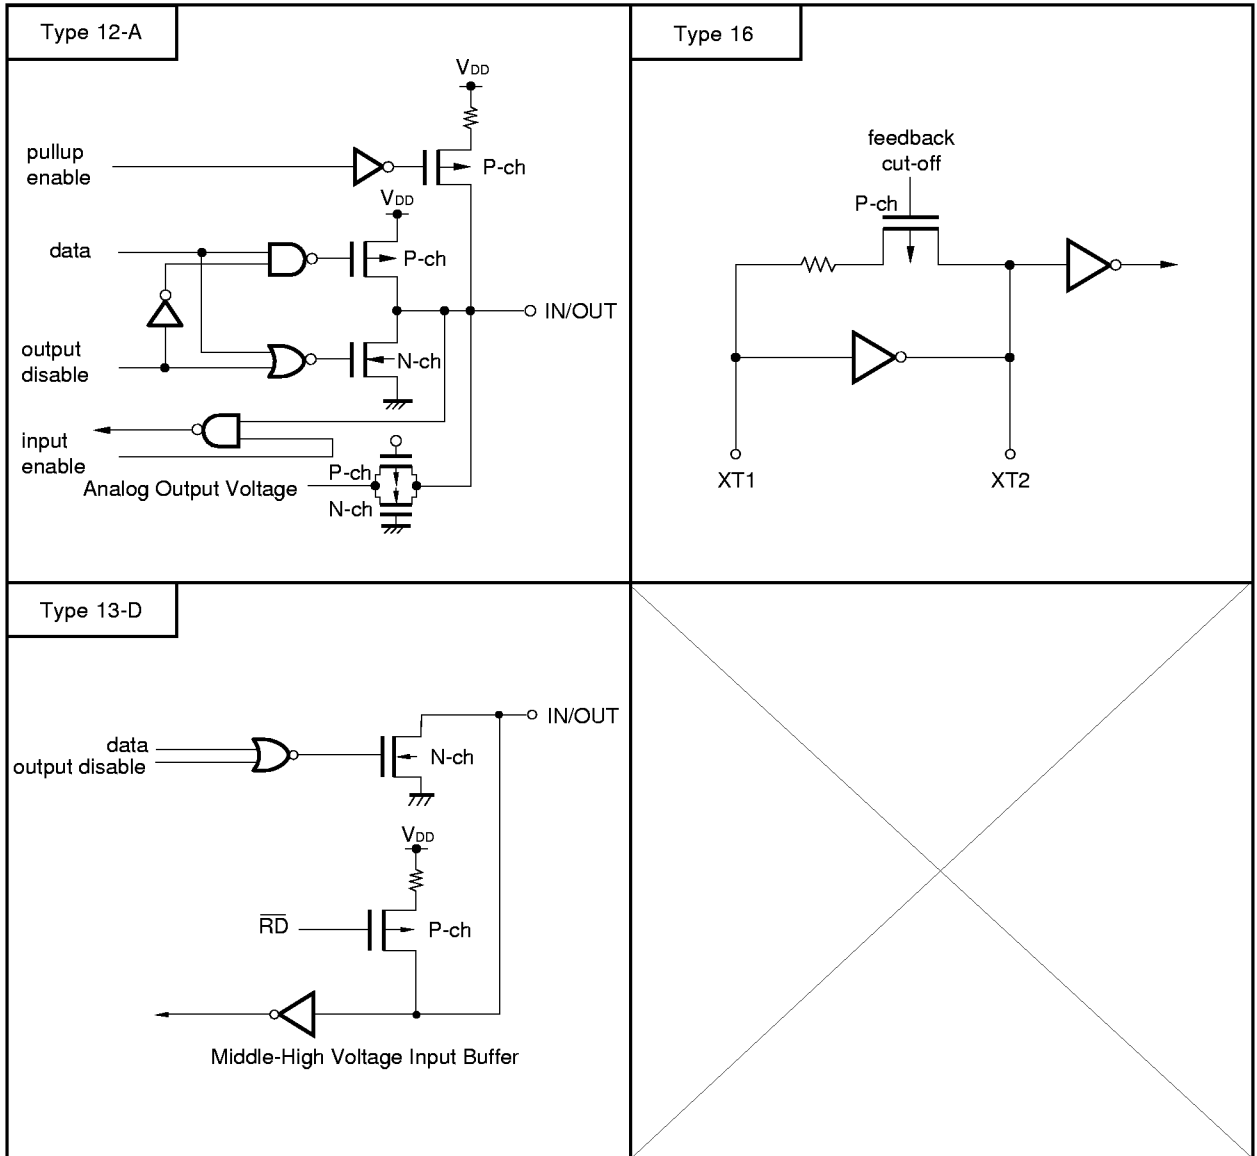 Type 12-A
VDD
pullup
enable
P-ch
VDD
data
P-ch
IN/OUT
output
disable
N-ch
input
enable
P-ch
Analog Output Voltage
N-ch
Type 16
feedback
cut-off
P-ch
XT1
XT2
Type 13-D
IN/OUT
data
output disable
N-ch
VDD
R̅D̅
P-ch
Middle-High Voltage Input Buffer